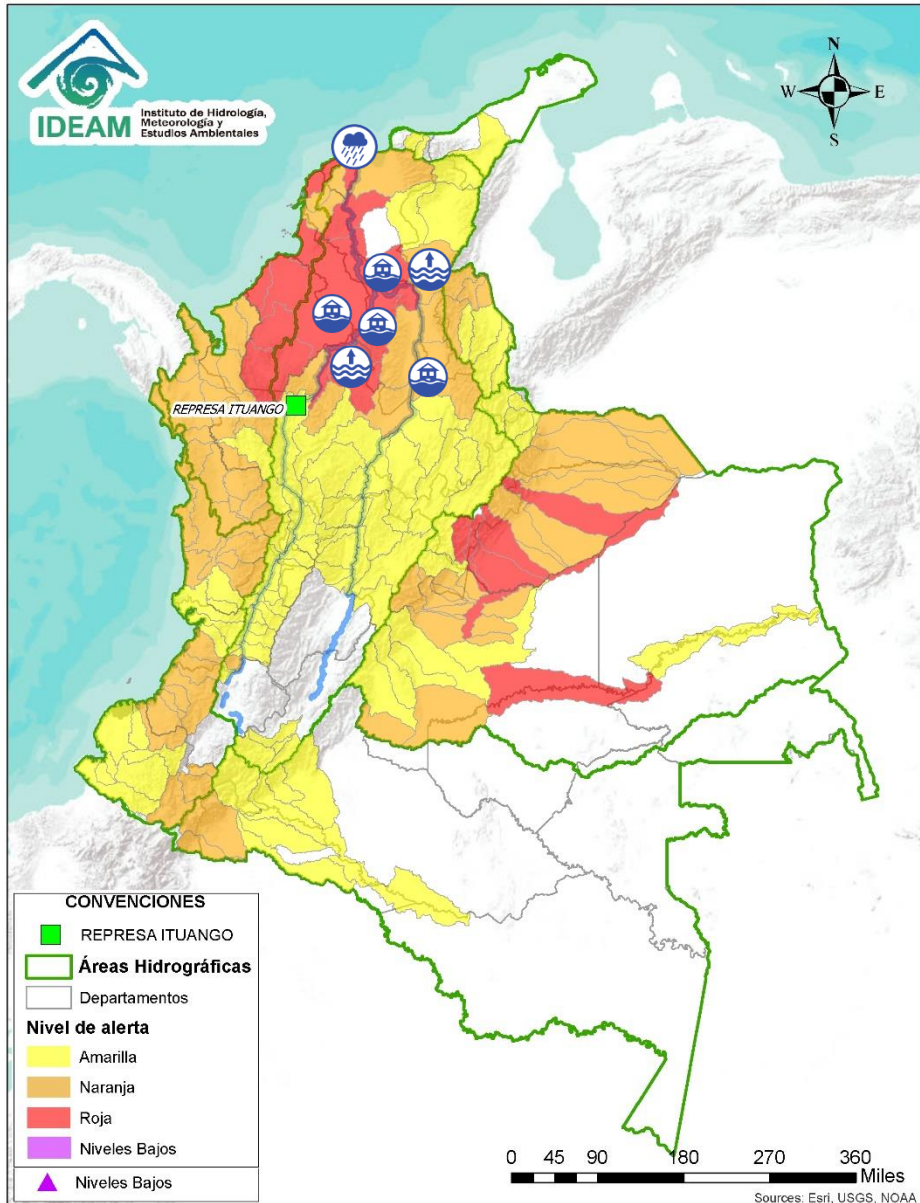 IDEAM
Instituto de Hidrología,
Meteorología y
Estudios Ambientales
N
W
E
S
REPRESA ITUANGO
CONVENCIONES
REPRESA ITUANGO
Áreas Hidrográficas
Departamentos
Nivel de alerta
Amarilla
Naranja
Roja
Niveles Bajos
Niveles Bajos
0 45 90 180 270 360
Miles
Sources: Esri, USGS, NOAA